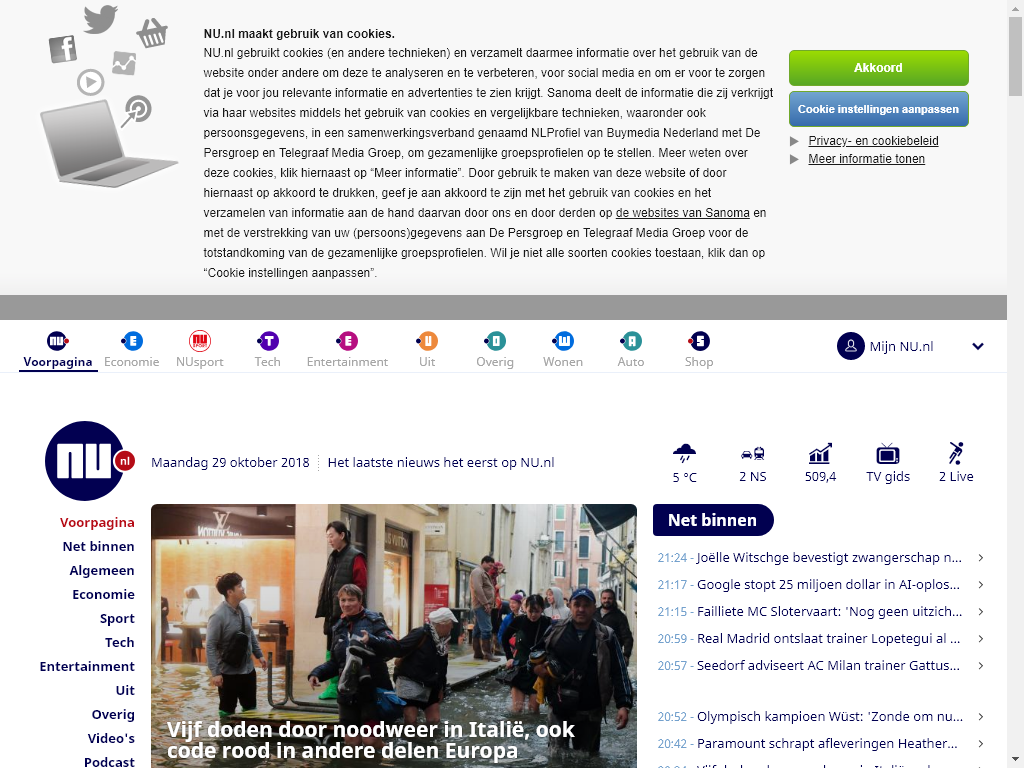 NU.nl maakt gebruik van cookies.
NU.nl gebruikt cookies (en andere technieken) en verzamelt daarmee informatie over het gebruik van de
website onder andere om deze te analyseren en te verbeteren, voor social media en om er voor te zorgen
dat je voor jou relevante informatie en advertenties te zien krijgt. Sanoma deelt de informatie die zij verkrijgt
via haar websites middels het gebruik van cookies en vergelijkbare technieken, waaronder ook
persoonsgegevens, in een samenwerkingsverband genaamd NLProfiel van Buymedia Nederland met De
Persgroep en Telegraaf Media Groep, om gezamenlijke groepsprofielen op te stellen. Meer weten over
deze cookies, klik hiernaast op “Meer informatie”. Door gebruik te maken van deze website of door
hiernaast op akkoord te drukken, geef je aan akkoord te zijn met het gebruik van cookies en het
verzamelen van informatie aan de hand daarvan door ons en door derden op de websites van Sanoma en
met de verstrekking van uw (persoons)gegevens aan De Persgroep en Telegraaf Media Groep voor de
totstandkoming van de gezamenlijke groepsprofielen. Wil je niet alle soorten cookies toestaan, klik dan op
“Cookie instellingen aanpassen”.
Akkoord
Cookie instellingen aanpassen
Privacy- en cookiebeleid
Meer informatie tonen
NU E NU SPORT T E U O W A S
Voorpagina Economie NUsport Tech Entertainment Uit Overig Wonen Auto Shop
Mijn NU.nl
nu nl
Maandag 29 oktober 2018 Het laatste nieuws het eerst op NU.nl
5 °C 2 NS 509,4 TV gids 2 Live
Voorpagina
Net binnen
Algemeen
Economie
Sport
Tech
Entertainment
Uit
Overig
Video's
Podcast
LOUIS VUITTON
Vijf doden door noodweer in Italië, ook
code rood in andere delen Europa
Net binnen
21:24 - Joëlle Witschge bevestigt zwangerschap n...
21:17 - Google stopt 25 miljoen dollar in AI-oplos...
21:15 - Failliete MC Slotervaart: 'Nog geen uitzich...
20:59 - Real Madrid ontslaat trainer Lopetegui al ...
20:57 - Seedorf adviseert AC Milan trainer Gattus...
20:52 - Olympisch kampioen Wüst: 'Zonde om nu...
20:42 - Paramount schrapt afleveringen Heather...